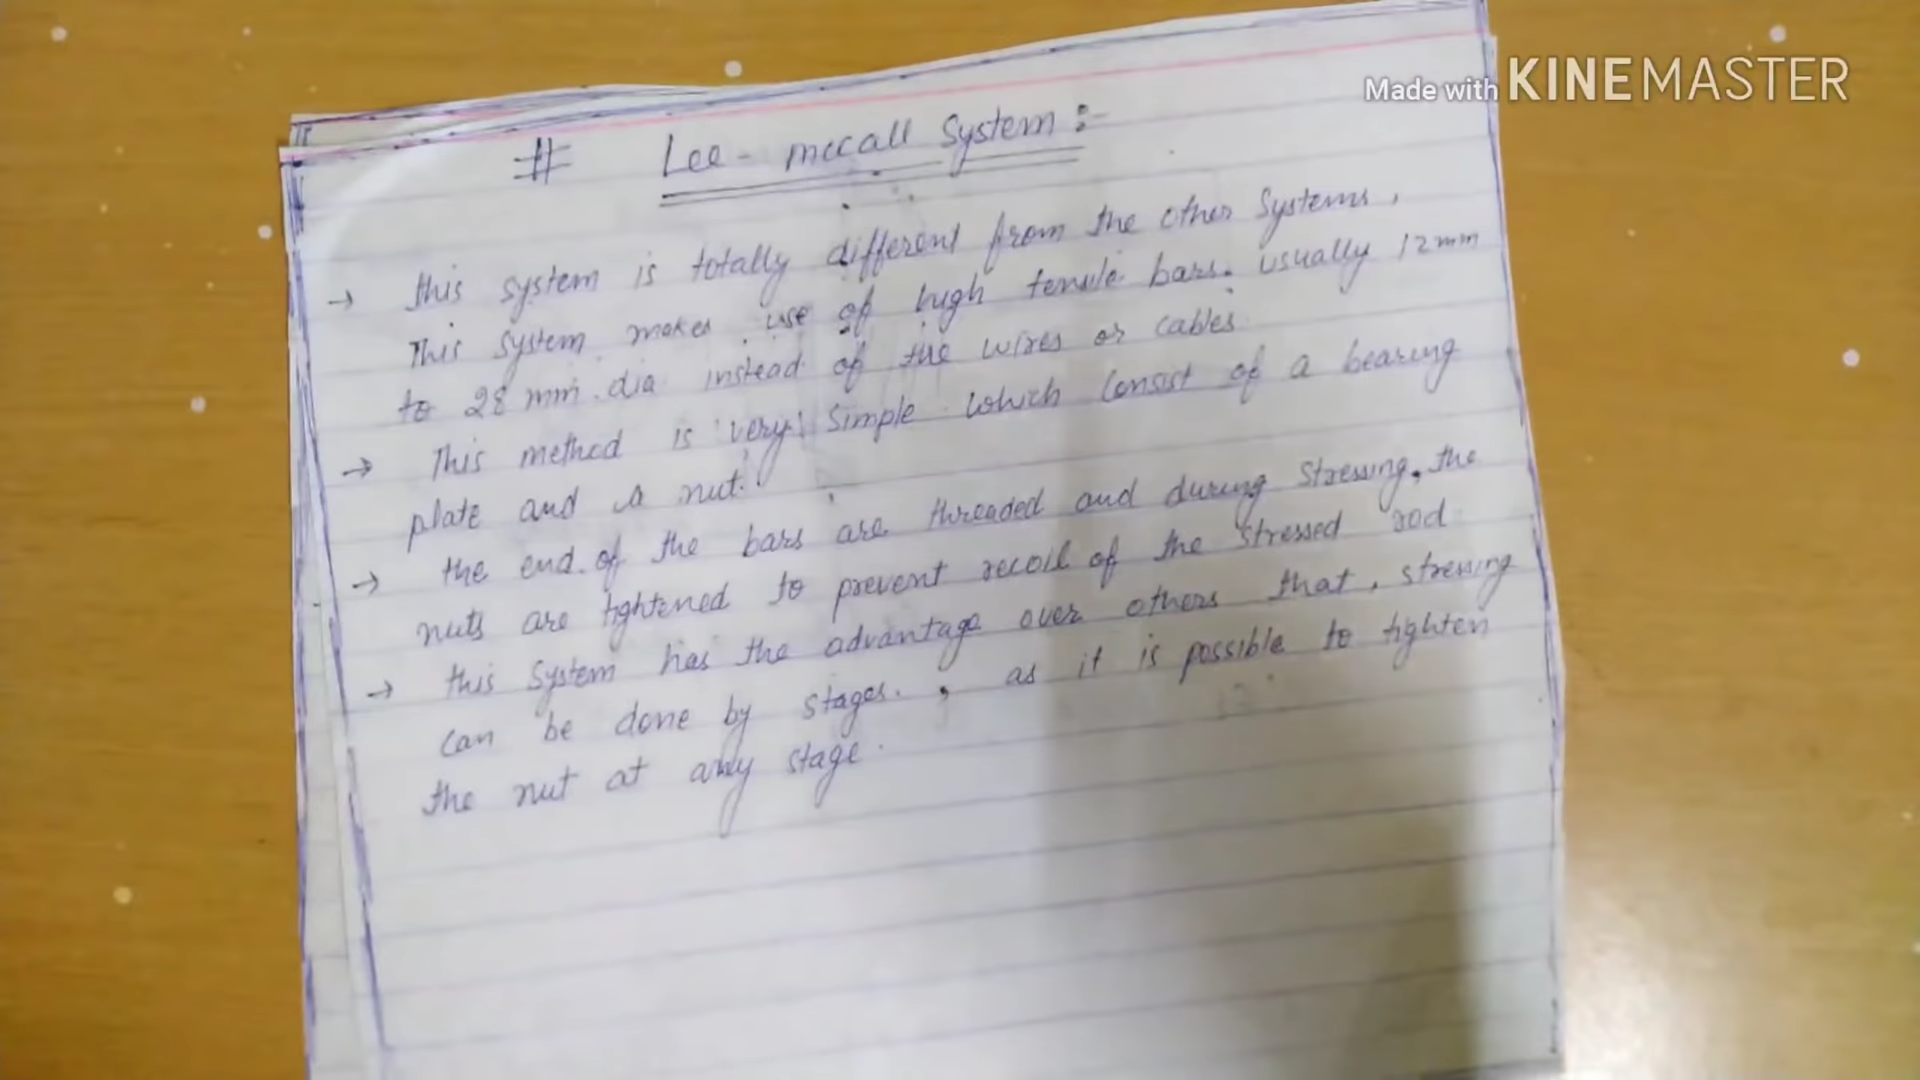 Made with KINEMASTER
# Lee - mccall System :-
→ this system is totally different from the other Systems,
This System makes use of high tensile bars. usually 12mm
to 28 mm dia instead of the wires or cables
→ This method is very simple which consist of a bearing
plate and a nut.
→ the end of the bars are threaded and during stressing, the
nuts are tightened to prevent recoil of the stressed rod
→ this System has the advantage over others that, stressing
can be done by stages. , as it is possible to tighten
the nut at any stage.